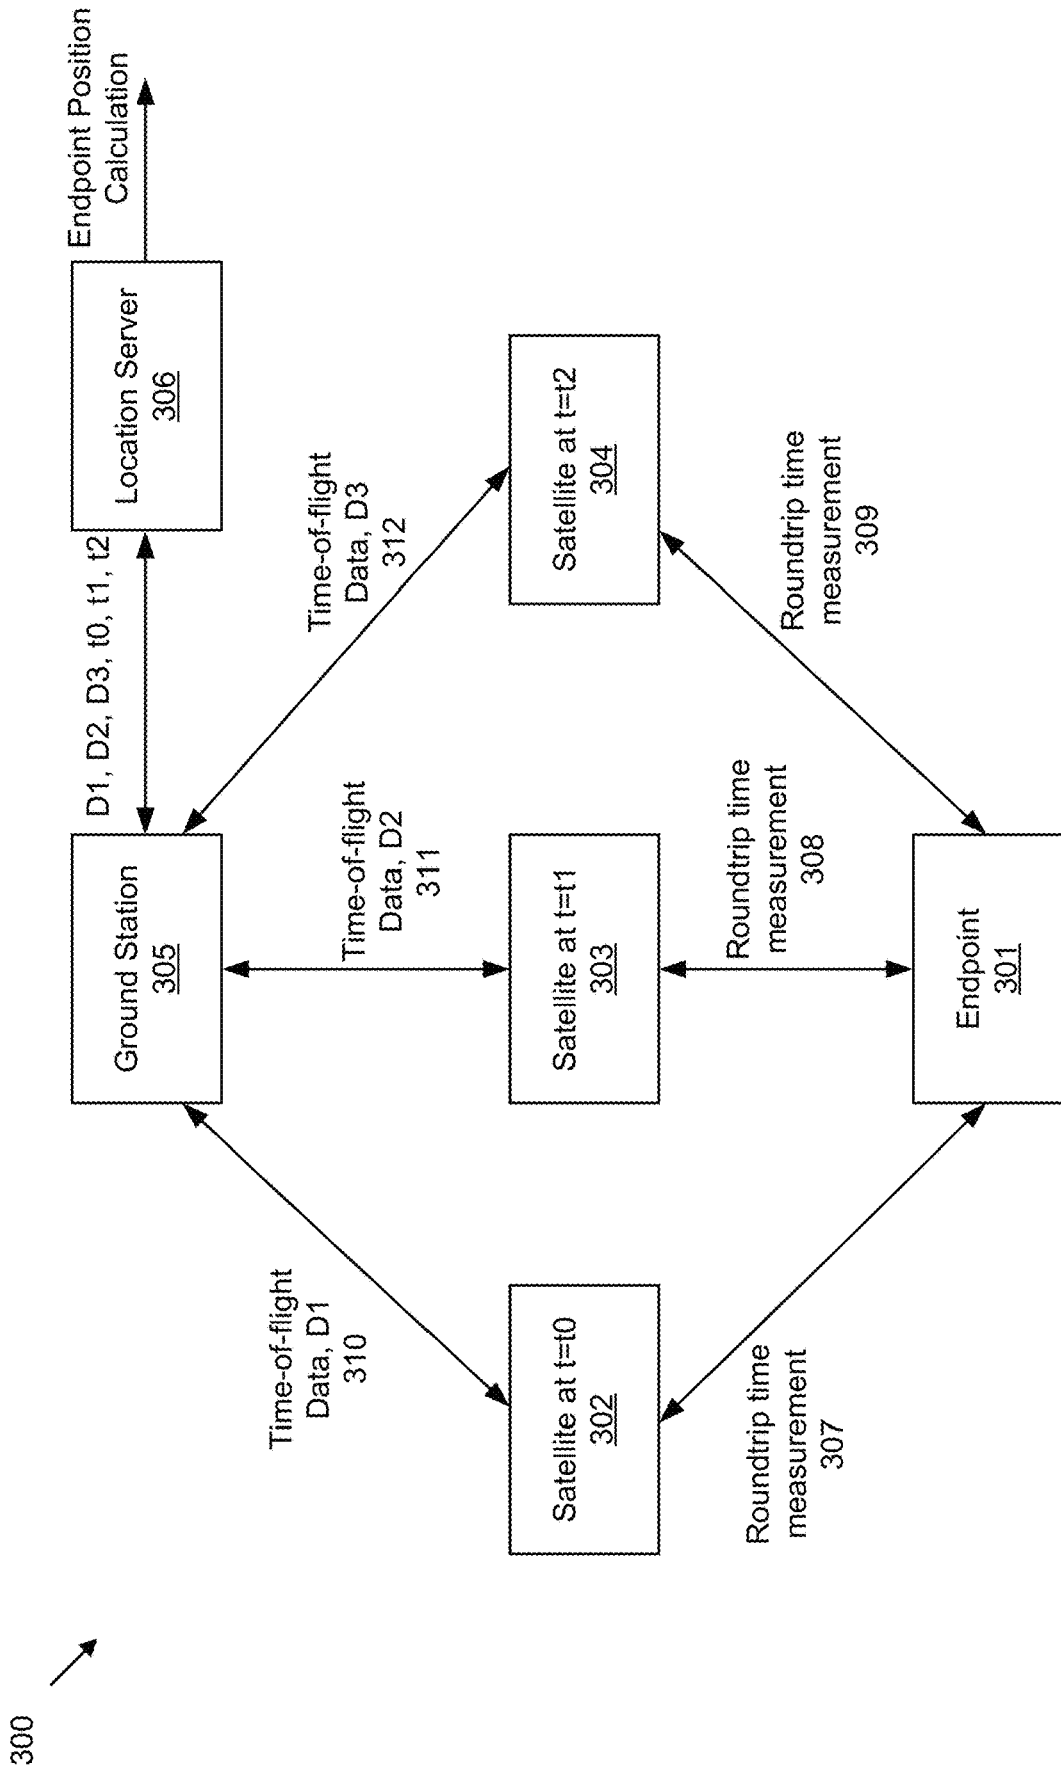 300
Endpoint Position
Calculation
Ground Station
305
D1, D2, D3, t0, t1, t2
Location Server
306
Time-of-flight
Data, D1
310
Time-of-flight
Data, D2
311
Time-of-flight
Data, D3
312
Satellite at t=t0
302
Satellite at t=t1
303
Satellite at t=t2
304
Roundtrip time
measurement
307
Roundtrip time
measurement
308
Roundtrip time
measurement
309
Endpoint
301